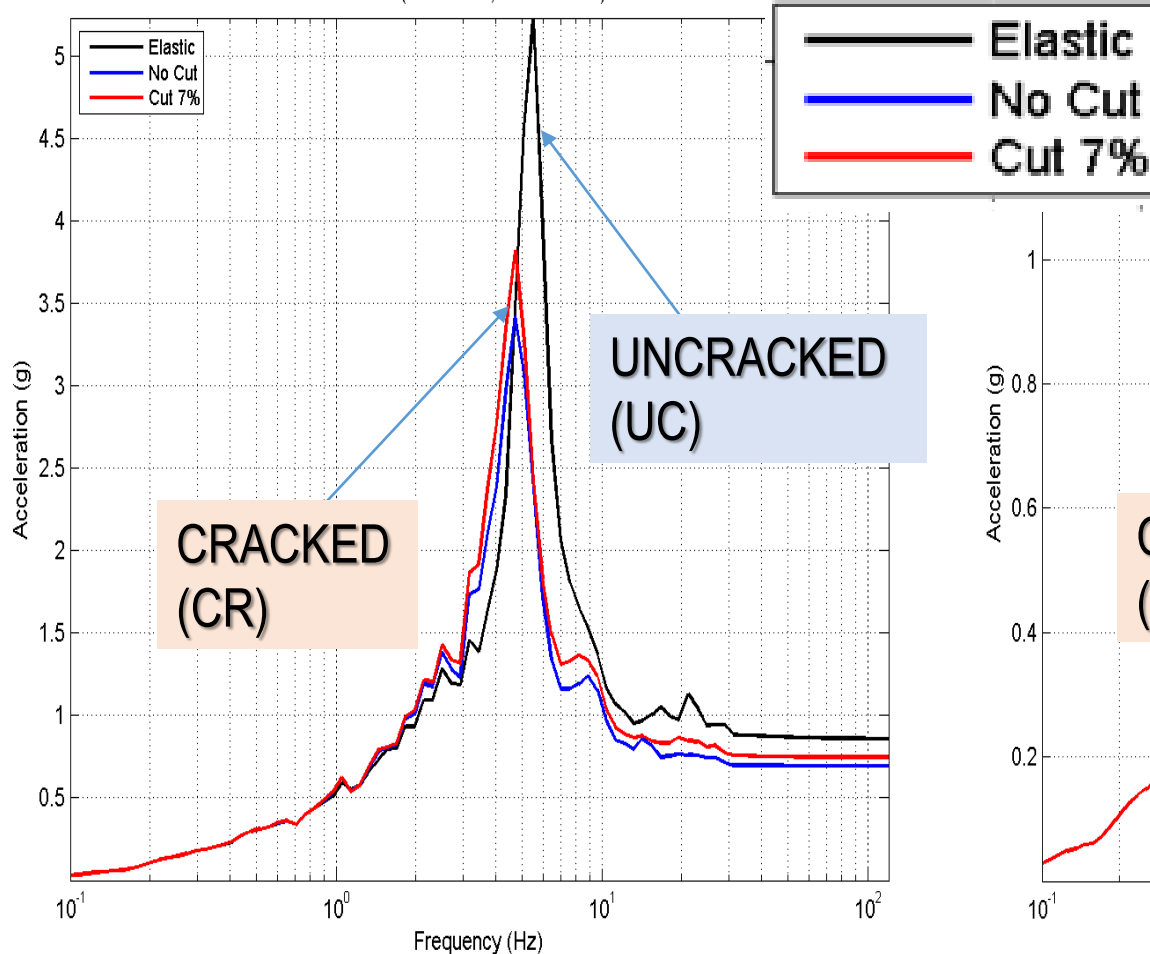 Elastic
No Cut
Cut 7%
Elastic
No Cut
Cut 7%
5
4.5
4
3.5
3
2.5
2
1.5
1
0.5
Acceleration (g)
UNCRACKED
(UC)
CRACKED
(CR)
10-1
100
101
102
Frequency (Hz)
1
0.8
0.6
0.4
0.2
Acceleration (g)
10-1